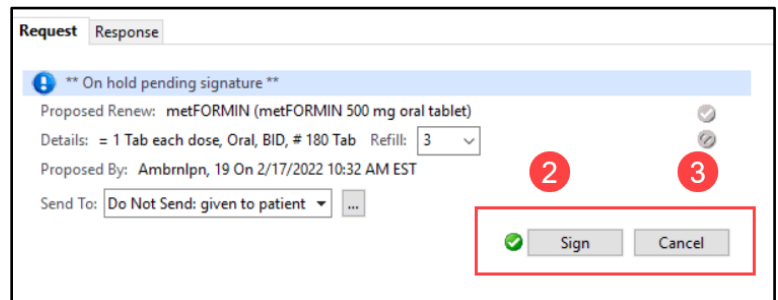 Request Response
** On hold pending signature **
Proposed Renew: metFORMIN (metFORMIN 500 mg oral tablet)
Details: = 1 Tab each dose, Oral, BID, # 180 Tab Refill: 3
Proposed By: Ambrnlpn, 19 On 2/17/2022 10:32 AM EST
2 3
Send To: Do Not Send: given to patient ...
Sign Cancel